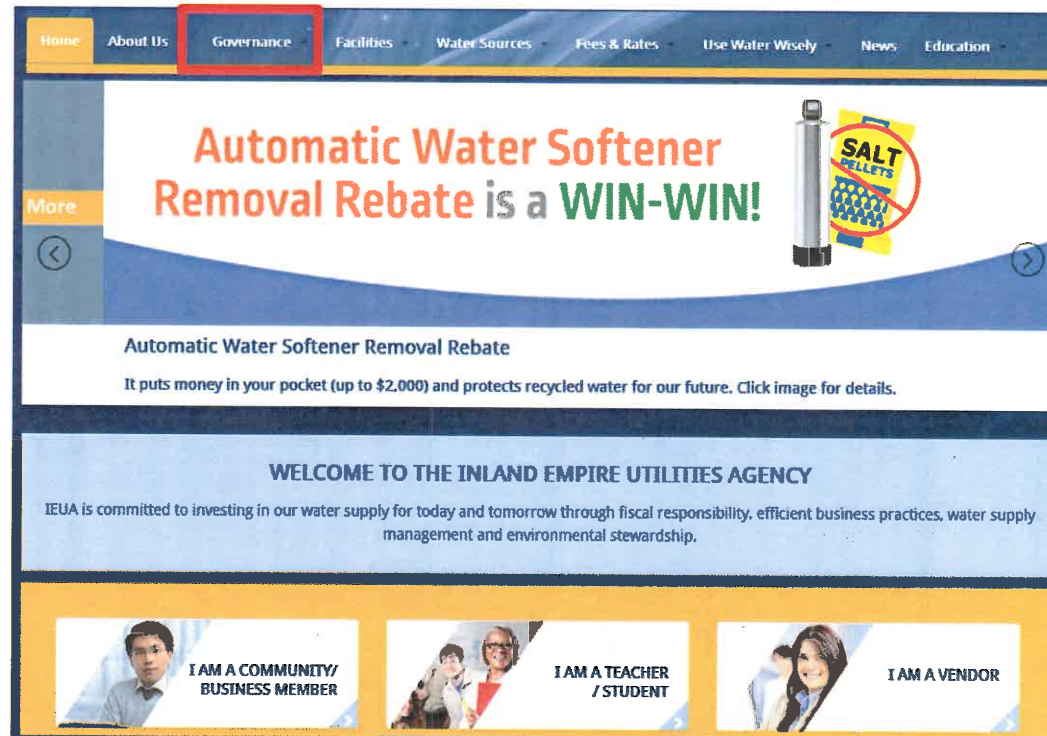 Home About Us Governance Facilities Water Sources Fees & Rates Use Water Wisely News Education
Automatic Water Softener
Removal Rebate is a WIN-WIN!
SALT
PELLETS
More
Automatic Water Softener Removal Rebate
It puts money in your pocket (up to $2,000) and protects recycled water for our future. Click image for details.
WELCOME TO THE INLAND EMPIRE UTILITIES AGENCY
IEUA is committed to investing in our water supply for today and tomorrow through fiscal responsibility, efficient business practices, water supply
management and environmental stewardship.
I AM A COMMUNITY/
BUSINESS MEMBER
I AM A TEACHER
/ STUDENT
I AM A VENDOR